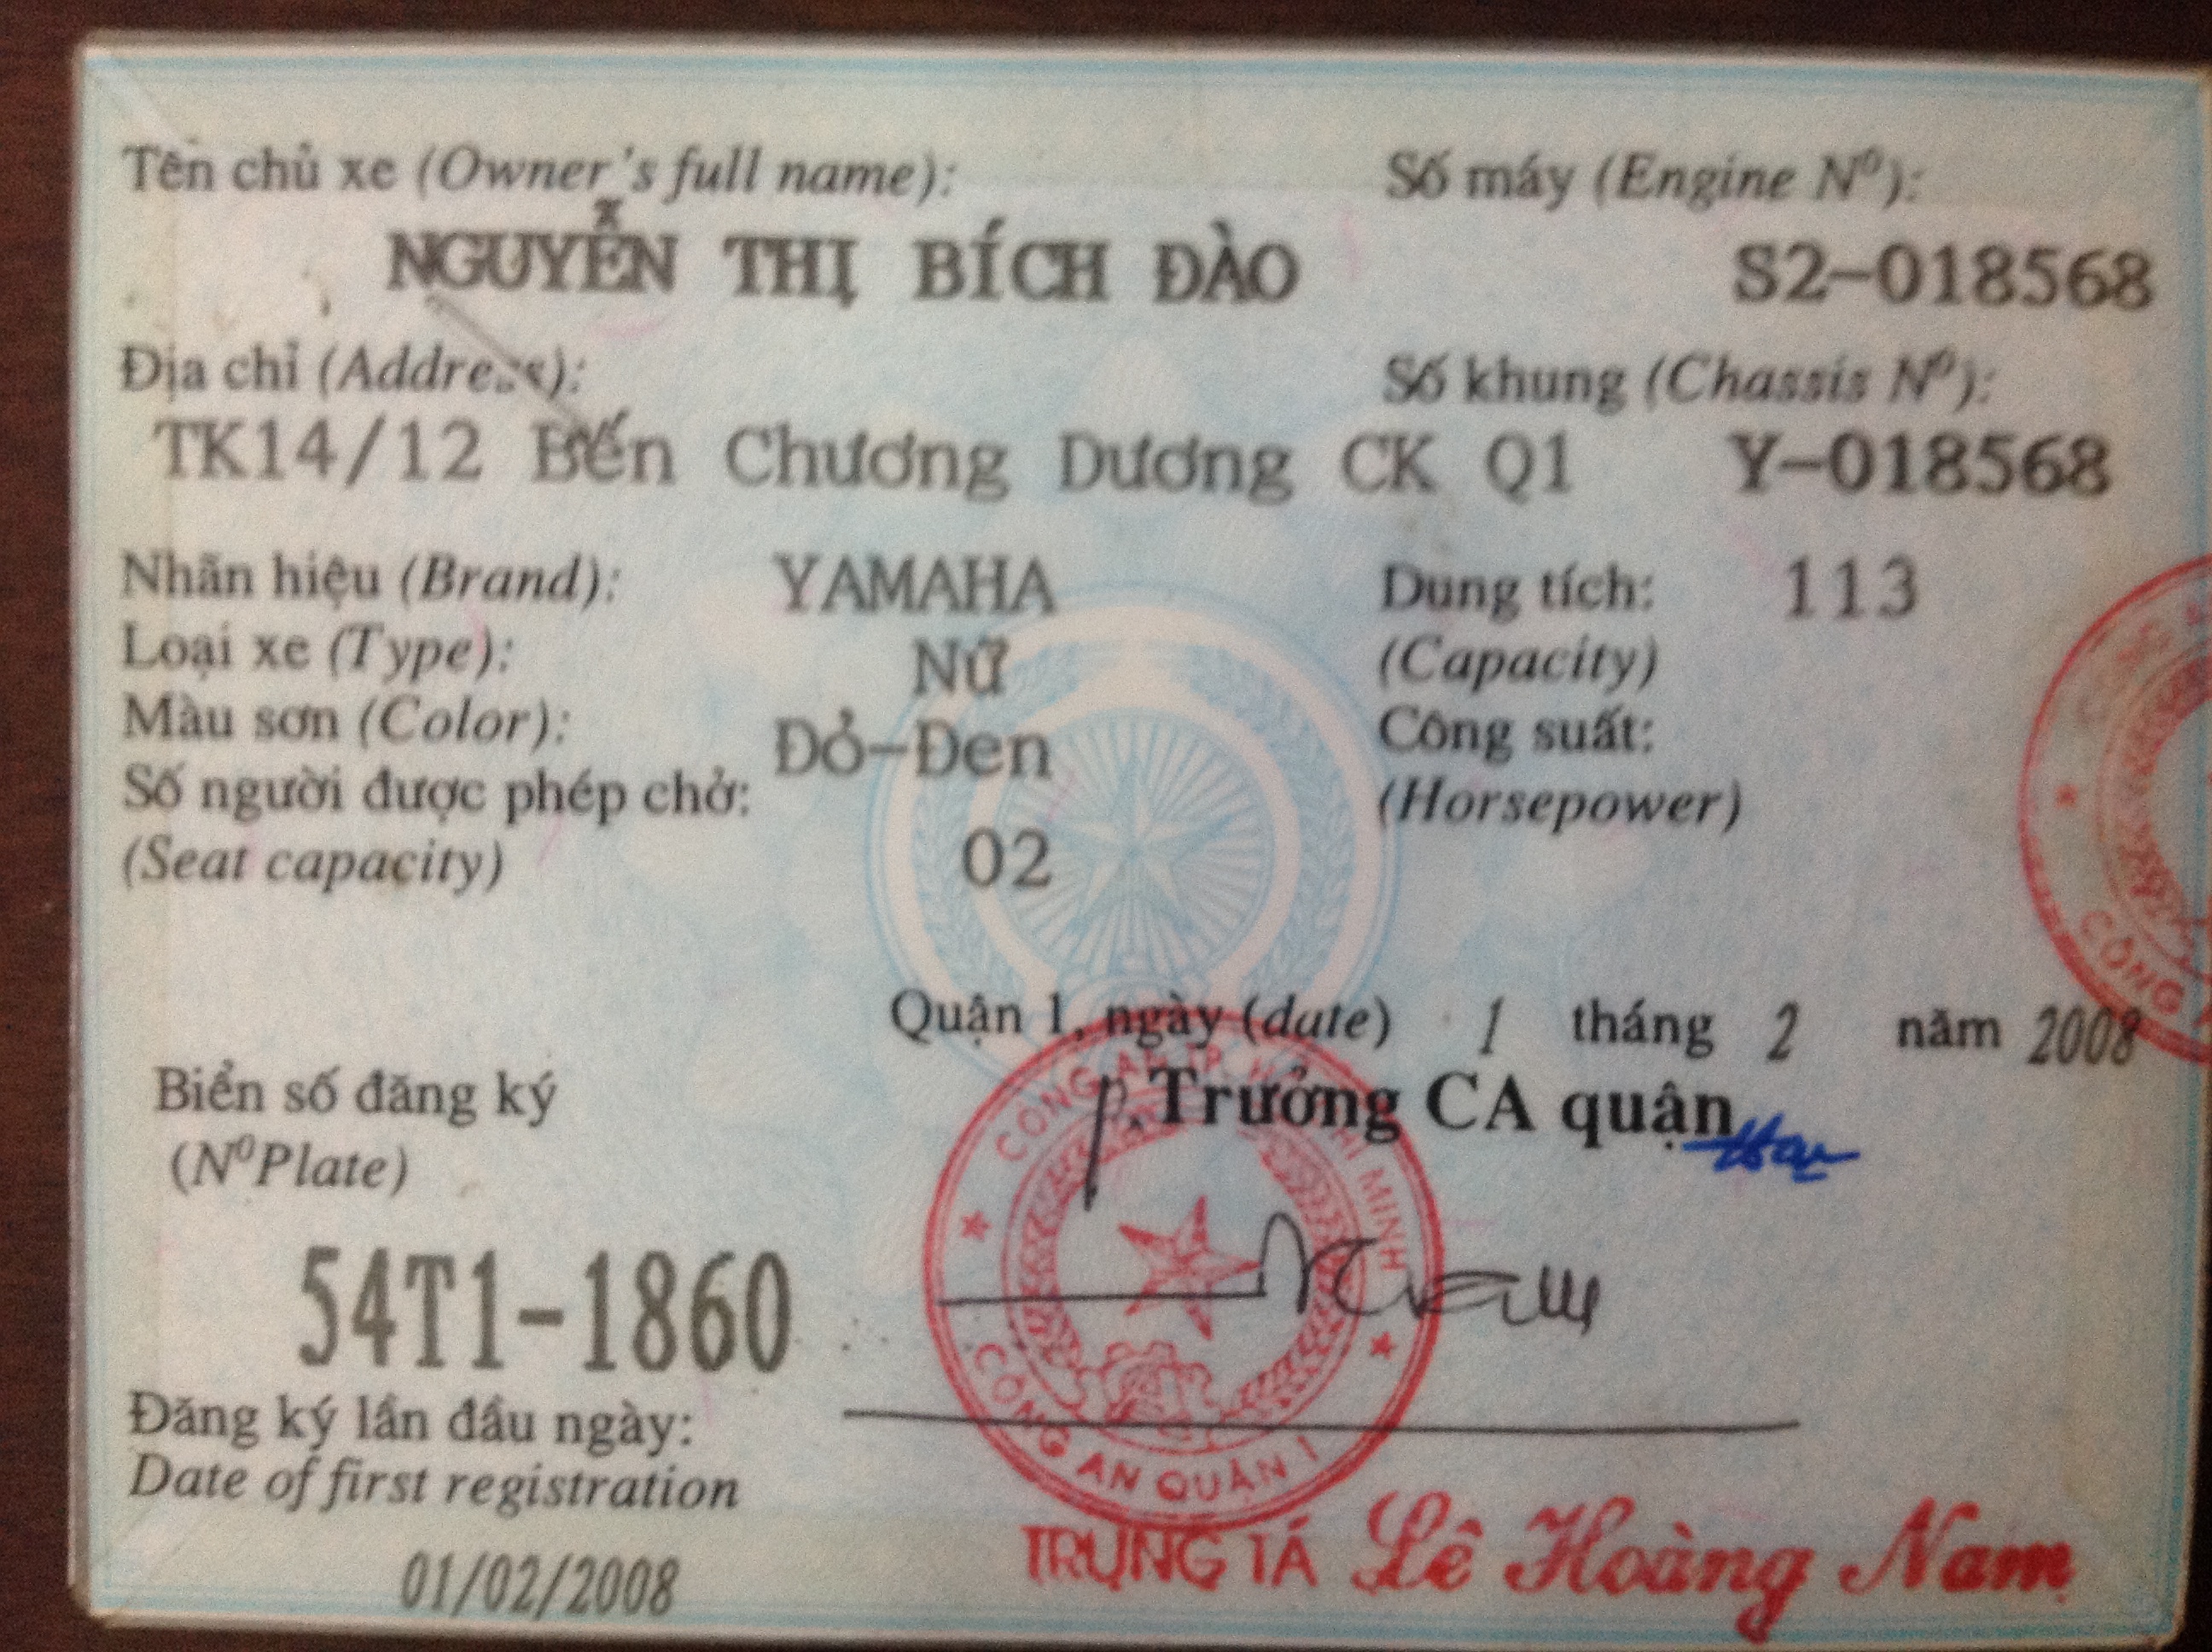 Tên chủ xe (Owner's full name):
NGUYỄN THỊ BÍCH ĐÀO
Số máy (Engine Nº):
S2-018568
Địa chỉ (Address):
TK14/12 Bến Chương Dương CK Q1
Số khung (Chassis Nº):
Y-018568
Nhãn hiệu (Brand): YAMAHA
Loại xe (Type): Nữ
Màu sơn (Color): Đỏ-Đen
Số người được phép chở:
(Seat capacity) 02
Dung tích: 113
(Capacity)
Công suất:
(Horsepower)
Quận 1, ngày (date) 1 tháng 2 năm 2008
P. Trưởng CA quận
Biển số đăng ký
(NºPlate)
54T1-1860
Đăng ký lần đầu ngày:
Date of first registration
01/02/2008
CÔNG AN TP. HỒ CHÍ MINH
CÔNG AN QUẬN 1
TRUNG TÁ Lê Hoàng Nam
CÔNG